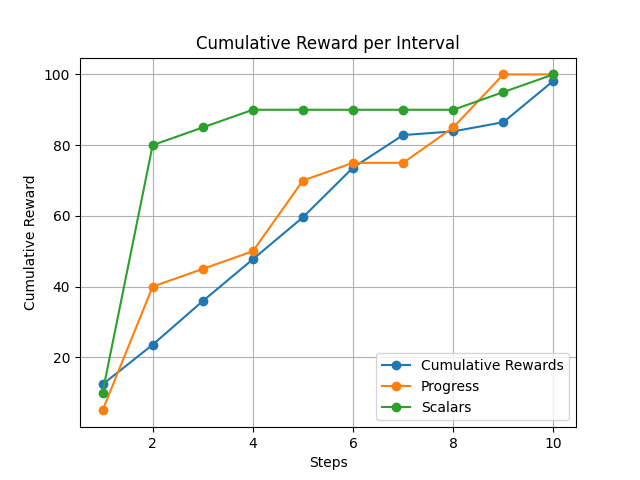 Cumulative Reward per Interval
Cumulative Reward
100
80
60
40
20
Cumulative Rewards
Progress
Scalars
2 4 6 8 10
Steps